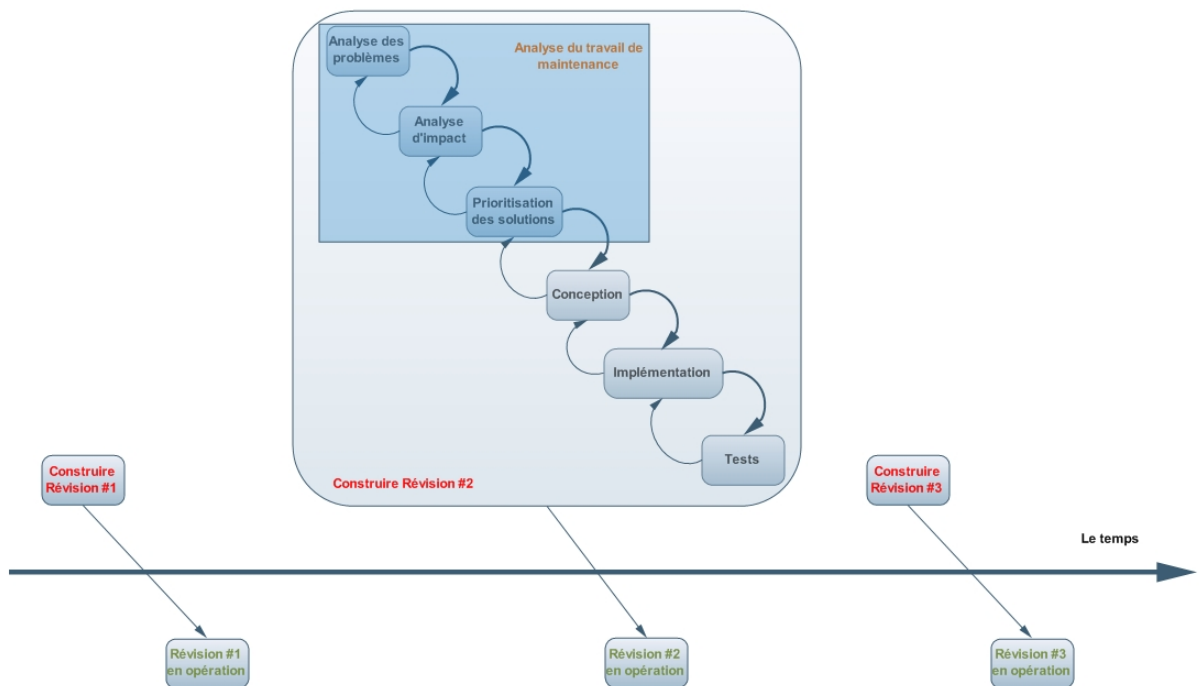 Analyse des
problèmes
Analyse du travail de
maintenance
Analyse
d'impact
Prioritisation
des solutions
Conception
Implémentation
Tests
Construire Révision #2
Construire
Révision #1
Construire
Révision #3
Le temps
Révision #1
en opération
Révision #2
en opération
Révision #3
en opération